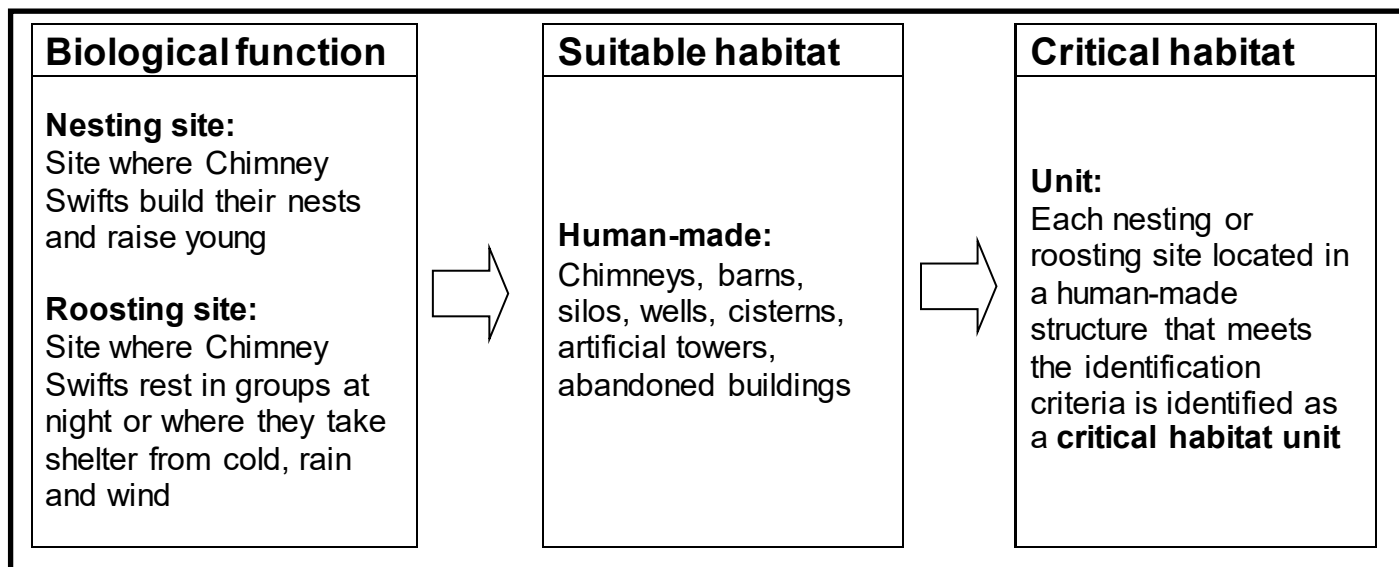 Biological function
Nesting site:
Site where Chimney
Swifts build their nests
and raise young
Roosting site:
Site where Chimney
Swifts rest in groups at
night or where they take
shelter from cold, rain
and wind
Suitable habitat
Human-made:
Chimneys, barns,
silos, wells, cisterns,
artificial towers,
abandoned buildings
Critical habitat
Unit:
Each nesting or
roosting site located in
a human-made
structure that meets
the identification
criteria is identified as
a critical habitat unit